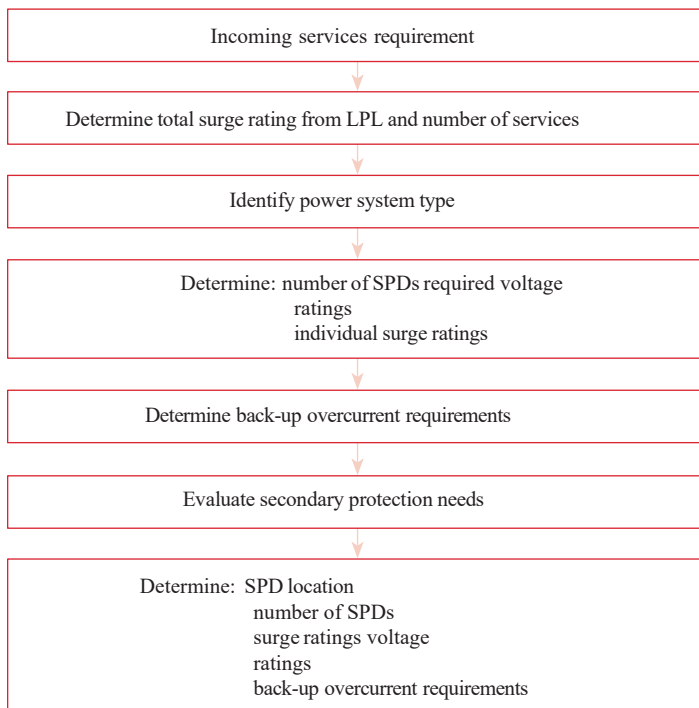 Incoming services requirement
Determine total surge rating from LPL and number of services
Identify power system type
Determine: number of SPDs required voltage
ratings
individual surge ratings
Determine back-up overcurrent requirements
Evaluate secondary protection needs
Determine: SPD location
number of SPDs
surge ratings voltage
ratings
back-up overcurrent requirements